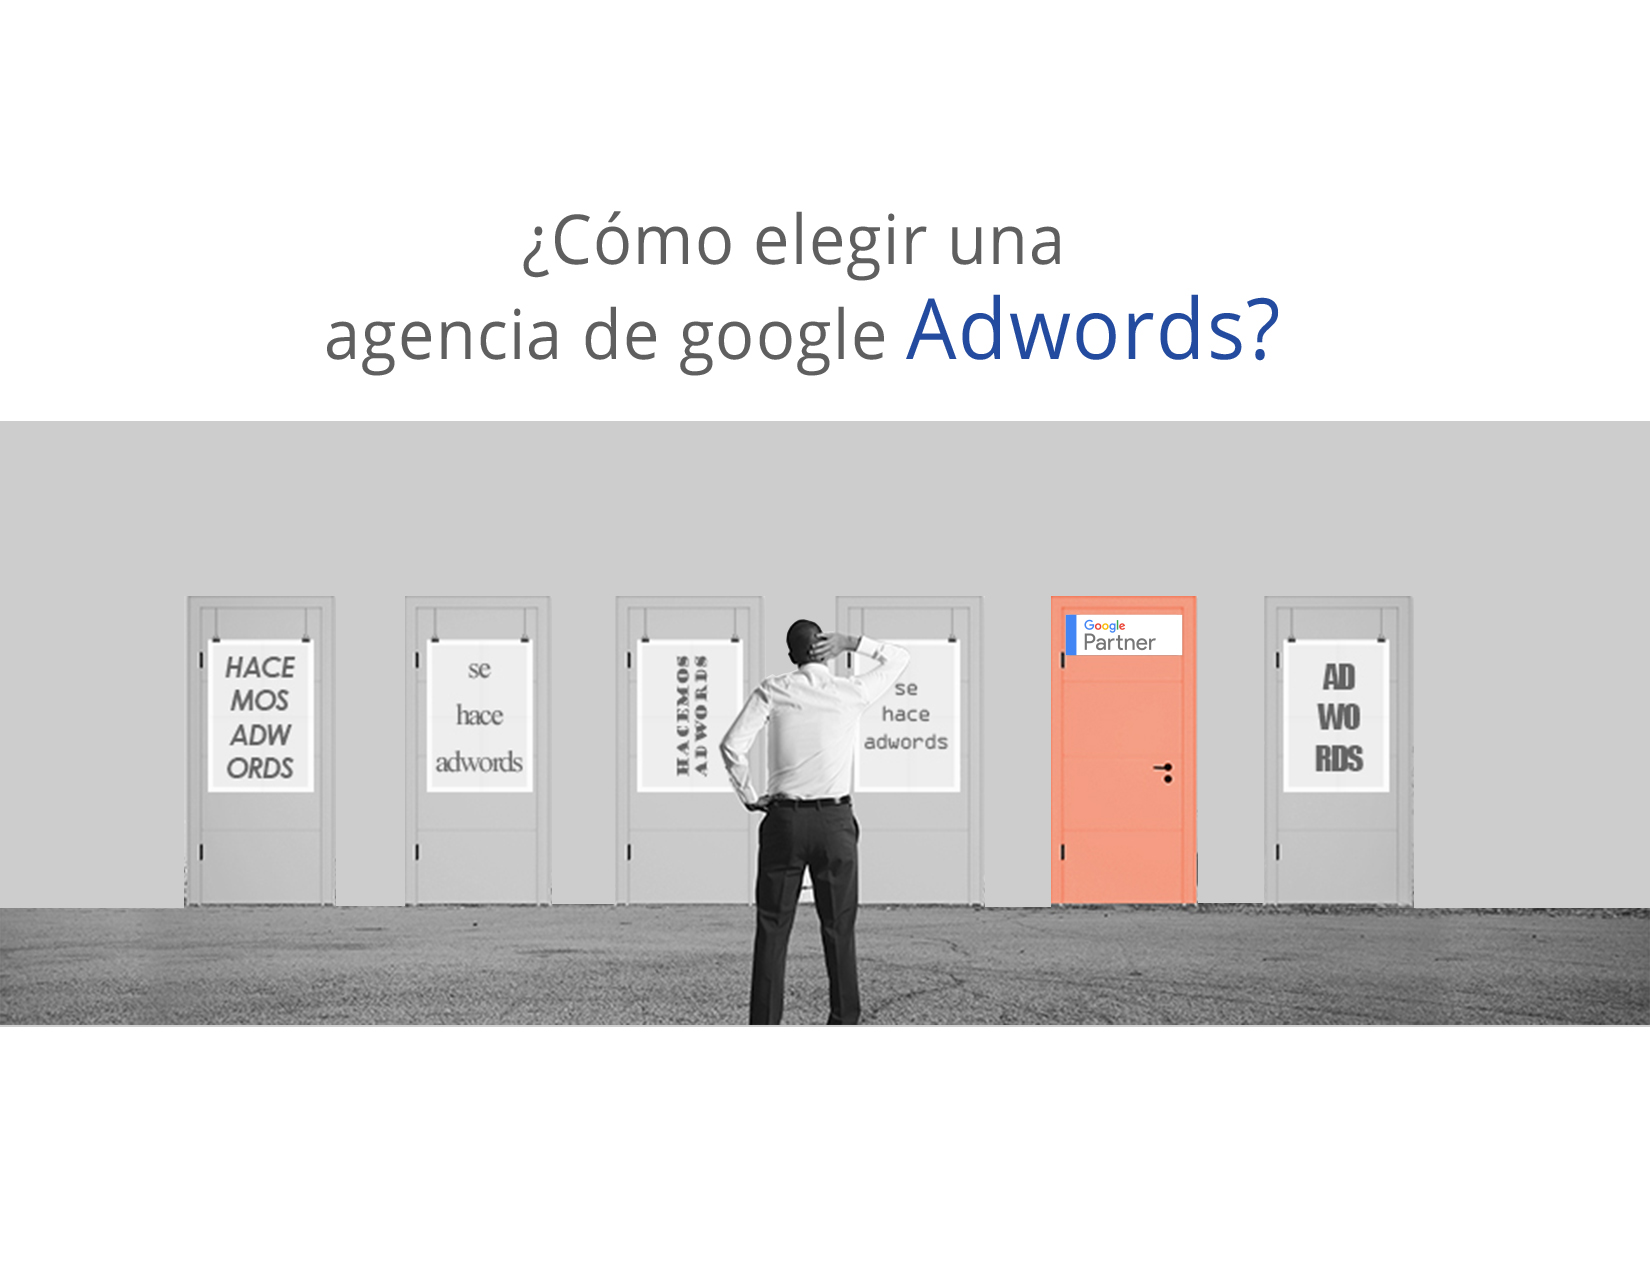 ¿Cómo elegir una
agencia de google Adwords?
HACE
MOS
ADW
ORDS
se
hace
adwords
HACEMOS
ADWORDS
se
hace
adwords
Google
Partner
AD
WO
RDS